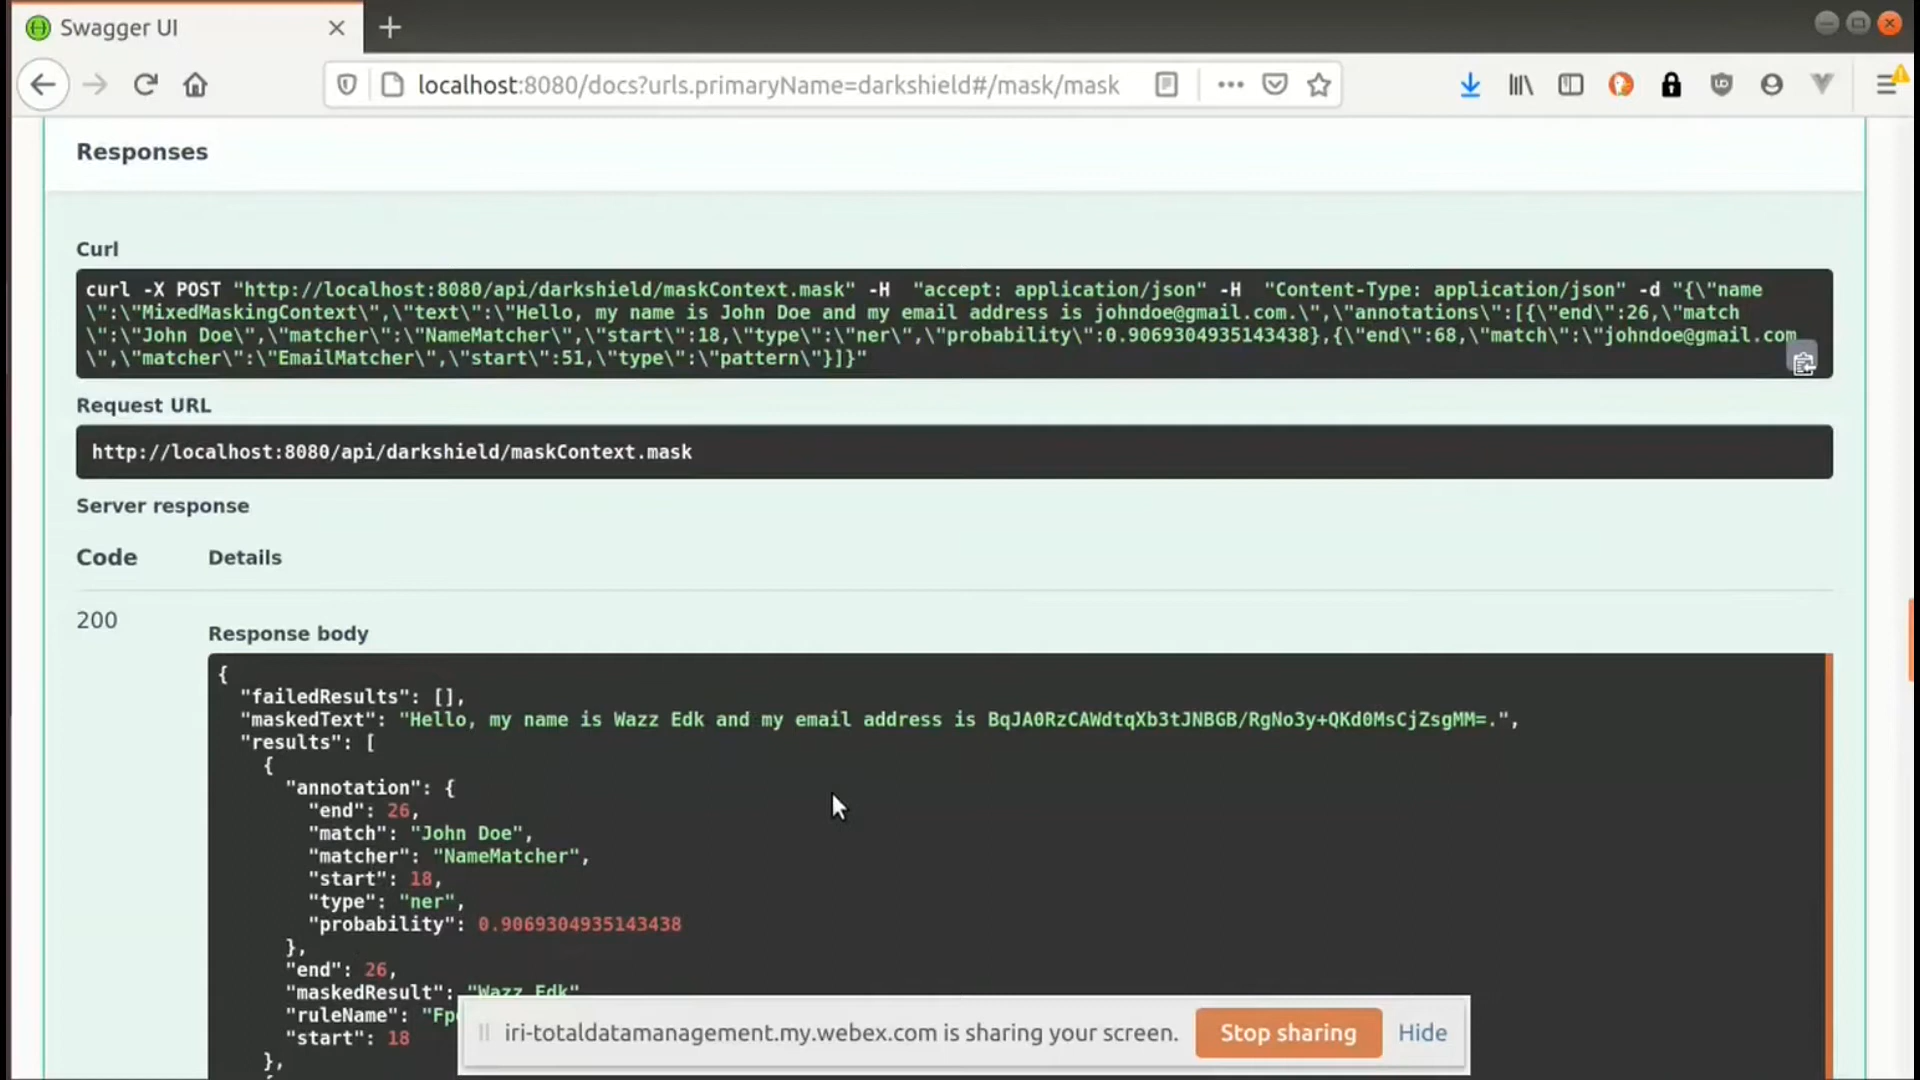 Swagger UI
localhost:8080/docs?urls.primaryName=darkshield#/mask/mask
Responses
Curl
curl -X POST "http://localhost:8080/api/darkshield/maskContext.mask" -H  "accept: application/json" -H  "Content-Type: application/json" -d "{\"name
\":\"MixedMaskingContext\",\"text\":\"Hello, my name is John Doe and my email address is johndoe@gmail.com.\",\"annotations\":[{\"end\":26,\"match
\":\"John Doe\",\"matcher\":\"NameMatcher\",\"start\":18,\"type\":\"ner\",\"probability\":0.9069304935143438},{\"end\":68,\"match\":\"johndoe@gmail.com
\",\"matcher\":\"EmailMatcher\",\"start\":51,\"type\":\"pattern\"}]}"
Request URL
http://localhost:8080/api/darkshield/maskContext.mask
Server response
Code Details
200
Response body
{
"failedResults": [],
"maskedText": "Hello, my name is Wazz Edk and my email address is BqJA0RzCAWdtqXb3tJNBGB/RgNo3y+QKd0MsCjZsgMM=.",
"results": [
{
"annotation": {
"end": 26,
"match": "John Doe",
"matcher": "NameMatcher",
"start": 18,
"type": "ner",
"probability": 0.9069304935143438
},
"end": 26,
"maskedResult": "Wazz Edk"
"ruleName": "Fp
"start": 18
},
iri-totaldatamanagement.my.webex.com is sharing your screen. Stop sharing Hide